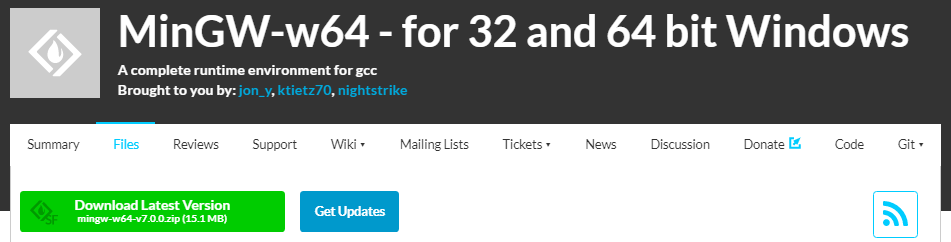 MinGW-w64 - for 32 and 64 bit Windows
A complete runtime environment for gcc
Brought to you by: jon_y, ktietz70, nightstrike
Summary Files Reviews Support Wiki ▾ Mailing Lists Tickets ▾ News Discussion Donate Code Git ▾
Download Latest Version
mingw-w64-v7.0.0.zip (15.1 MB)
SF
Get Updates